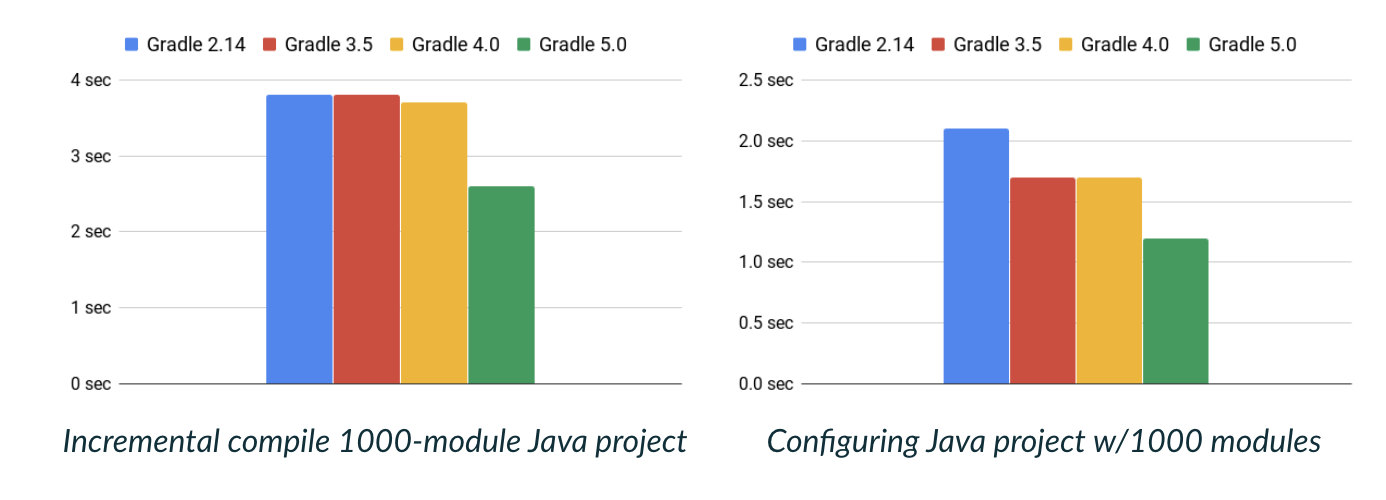 Gradle 2.14 Gradle 3.5 Gradle 4.0 Gradle 5.0
4 sec
3 sec
2 sec
1 sec
0 sec
Incremental compile 1000-module Java project
Gradle 2.14 Gradle 3.5 Gradle 4.0 Gradle 5.0
2.5 sec
2.0 sec
1.5 sec
1.0 sec
0.5 sec
0.0 sec
Configuring Java project w/1000 modules